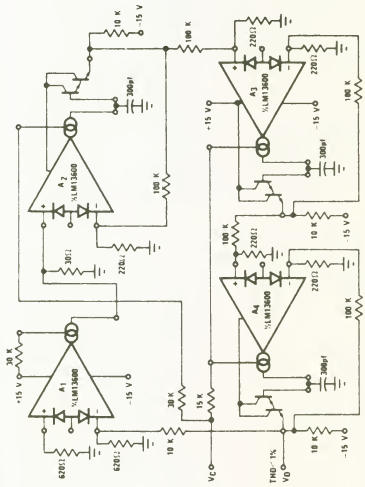 30 K
+15 V
A1
½LM13600
−15 V
620Ω
620Ω
10 K
30Ω
220Ω
A2
½LM13600
300pf
10 K
−15 V
100 K
100 K
30 K
15 K
VC
THD<1%
VO
10 K
−15 V
300pf
A4
½LM13600
100 K
220Ω
220Ω
100 K
10 K
−15 V
300pf
+15 V
A3
½LM13600
−15 V
220Ω
220Ω
100 K